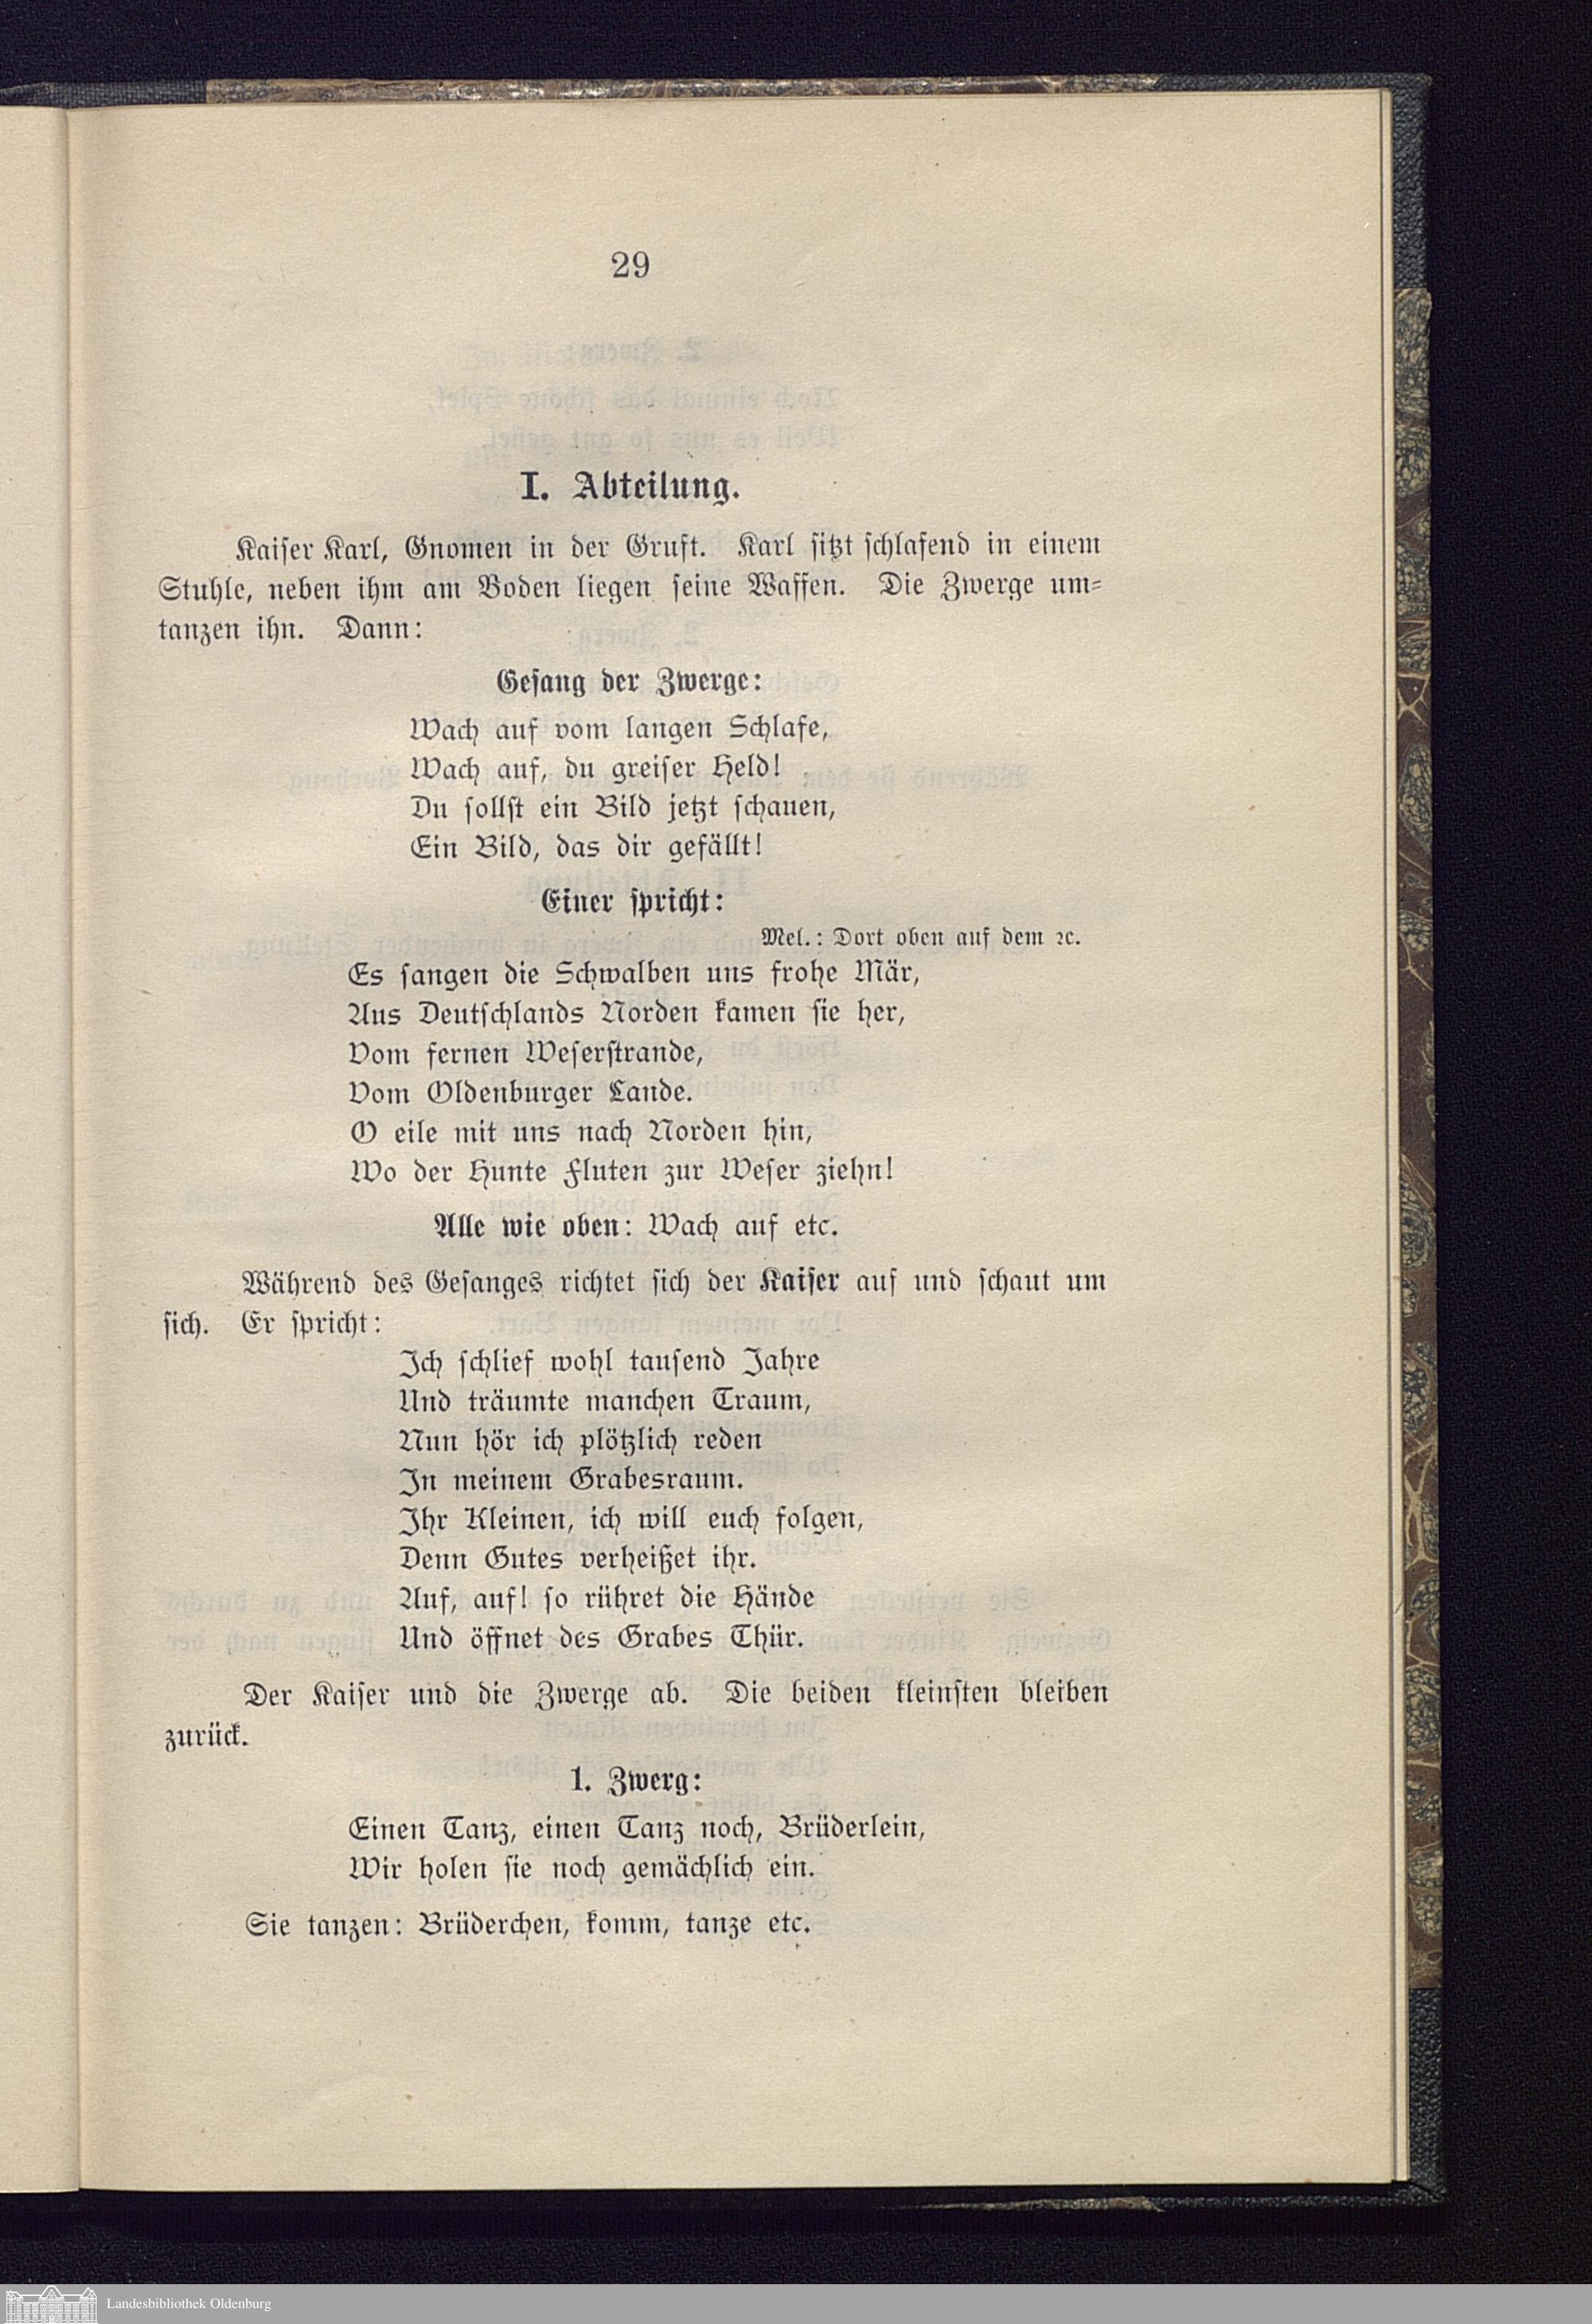 29
I. Abteilung.
Kaiser Karl, Gnomen in der Gruft. Karl sitzt schlafend in einem
Stuhle, neben ihm am Boden liegen seine Waffen. Die Zwerge um-
tanzen ihn. Dann:
Gesang der Zwerge:
Wach auf vom langen Schlafe,
Wach auf, du greiser Held!
Du sollst ein Bild jetzt schauen,
Ein Bild, das dir gefällt!
Einer spricht:
Mel.: Dort oben auf dem ꝛc.
Es sangen die Schwalben uns frohe Mär,
Aus Deutschlands Norden kamen sie her,
Vom fernen Weserstrande,
Vom Oldenburger Lande.
O eile mit uns nach Norden hin,
Wo der Hunte Fluten zur Weser ziehn!
Alle wie oben: Wach auf etc.
Während des Gesanges richtet sich der Kaiser auf und schaut um
sich. Er spricht:
Ich schlief wohl tausend Jahre
Und träumte manchen Traum,
Nun hör ich plötzlich reden
In meinem Grabesraum.
Ihr Kleinen, ich will euch folgen,
Denn Gutes verheißet ihr.
Auf, auf! so rühret die Hände
Und öffnet des Grabes Thür.
Der Kaiser und die Zwerge ab. Die beiden kleinsten bleiben
zurück.
1. Zwerg:
Einen Tanz, einen Tanz noch, Brüderlein,
Wir holen sie noch gemächlich ein.
Sie tanzen: Brüderchen, komm, tanze etc.
Landesbibliothek Oldenburg